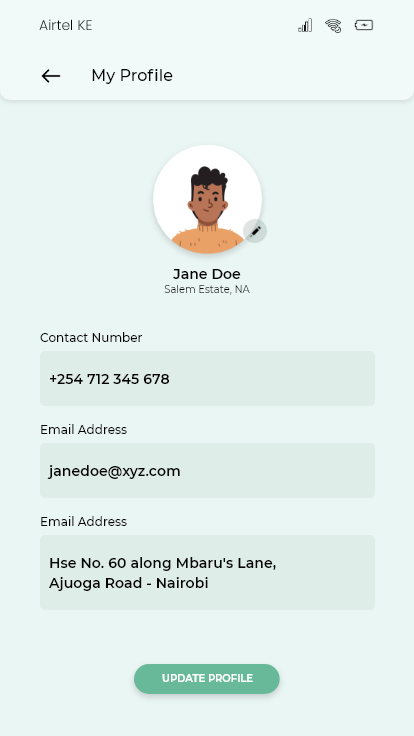 Airtel KE
My Profile
Jane Doe
Salem Estate, NA
Contact Number
+254 712 345 678
Email Address
janedoe@xyz.com
Email Address
Hse No. 60 along Mbaru's Lane,
Ajuoga Road - Nairobi
UPDATE PROFILE